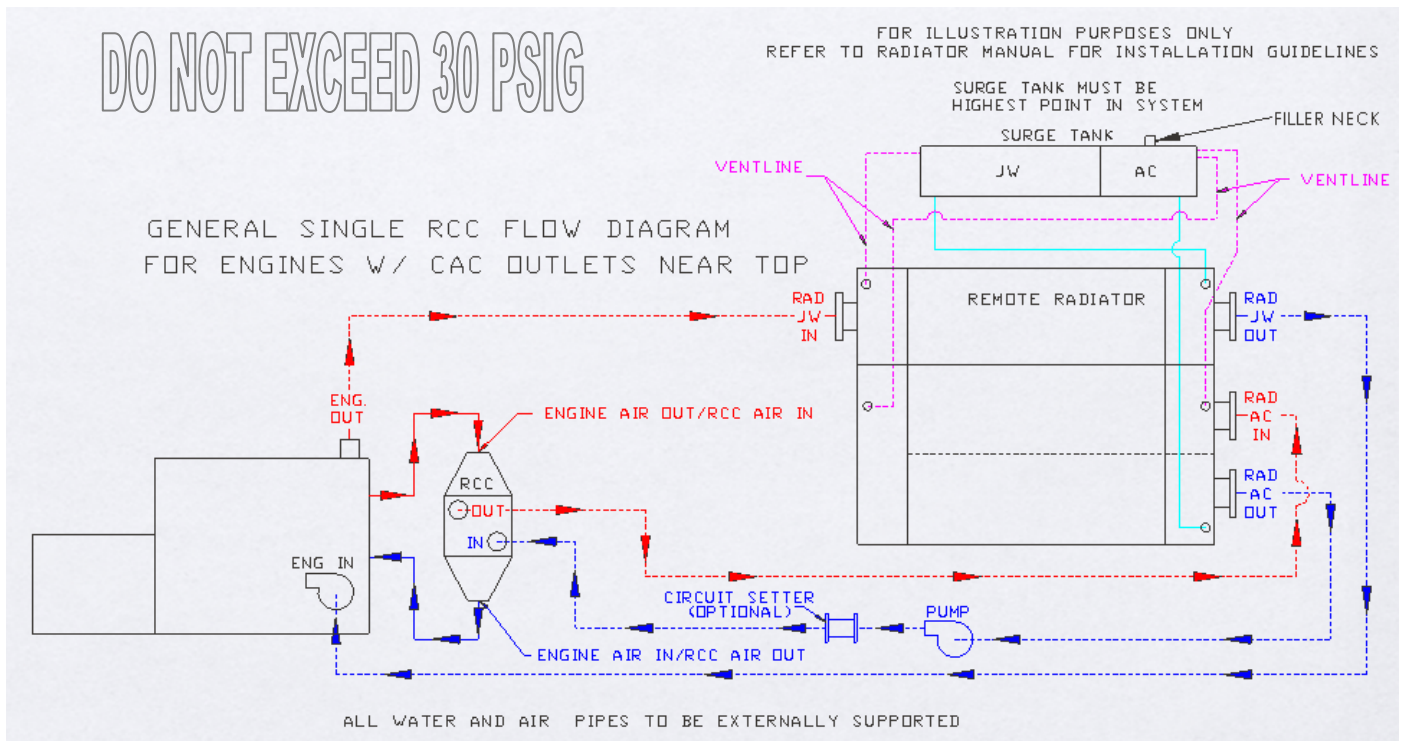 DO NOT EXCEED 30 PSIG
FOR ILLUSTRATION PURPOSES ONLY
REFER TO RADIATOR MANUAL FOR INSTALLATION GUIDELINES
SURGE TANK MUST BE
HIGHEST POINT IN SYSTEM
FILLER NECK
SURGE TANK
VENTLINE
JW
AC
VENTLINE
GENERAL SINGLE RCC FLOW DIAGRAM
FOR ENGINES W/ CAC OUTLETS NEAR TOP
RAD
JW
IN
REMOTE RADIATOR
RAD
JW
OUT
ENG.
OUT
ENGINE AIR OUT/RCC AIR IN
RAD
AC
IN
RCC
OUT
IN
RAD
AC
OUT
ENG IN
CIRCUIT SETTER
(OPTIONAL)
PUMP
ENGINE AIR IN/RCC AIR OUT
ALL WATER AND AIR PIPES TO BE EXTERNALLY SUPPORTED